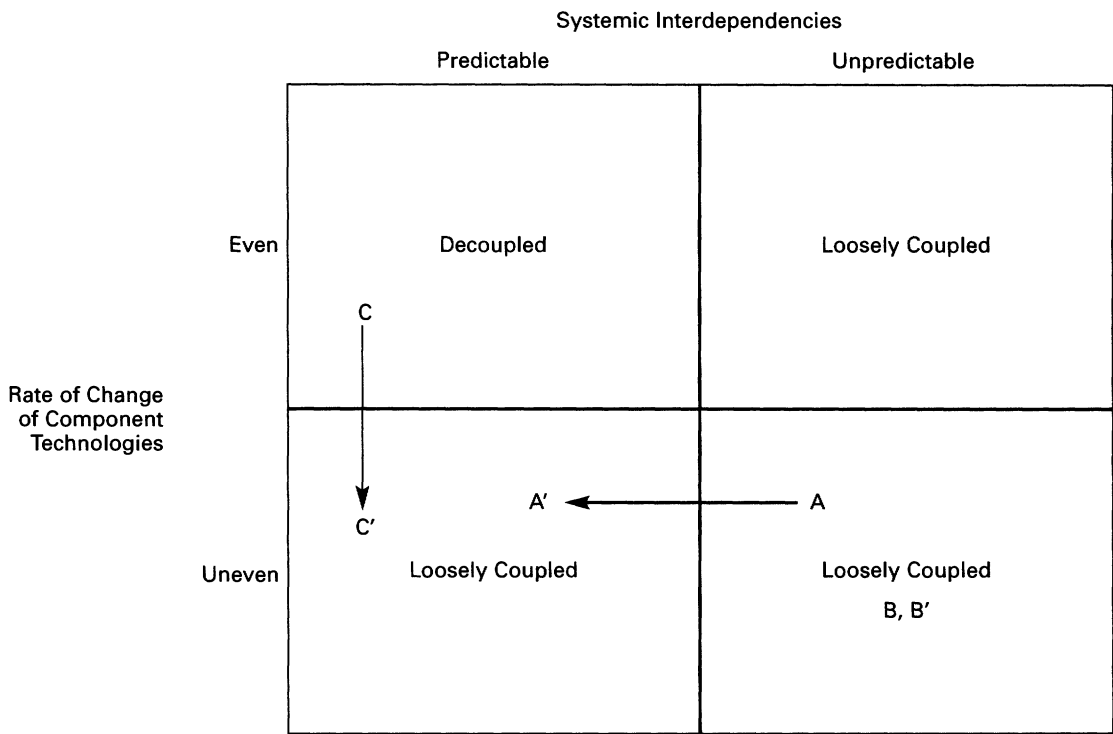 Systemic Interdependencies
Predictable
Unpredictable
Even
Decoupled
Loosely Coupled
C
Rate of Change
of Component
Technologies
A′
A
C′
Uneven
Loosely Coupled
Loosely Coupled
B, B′